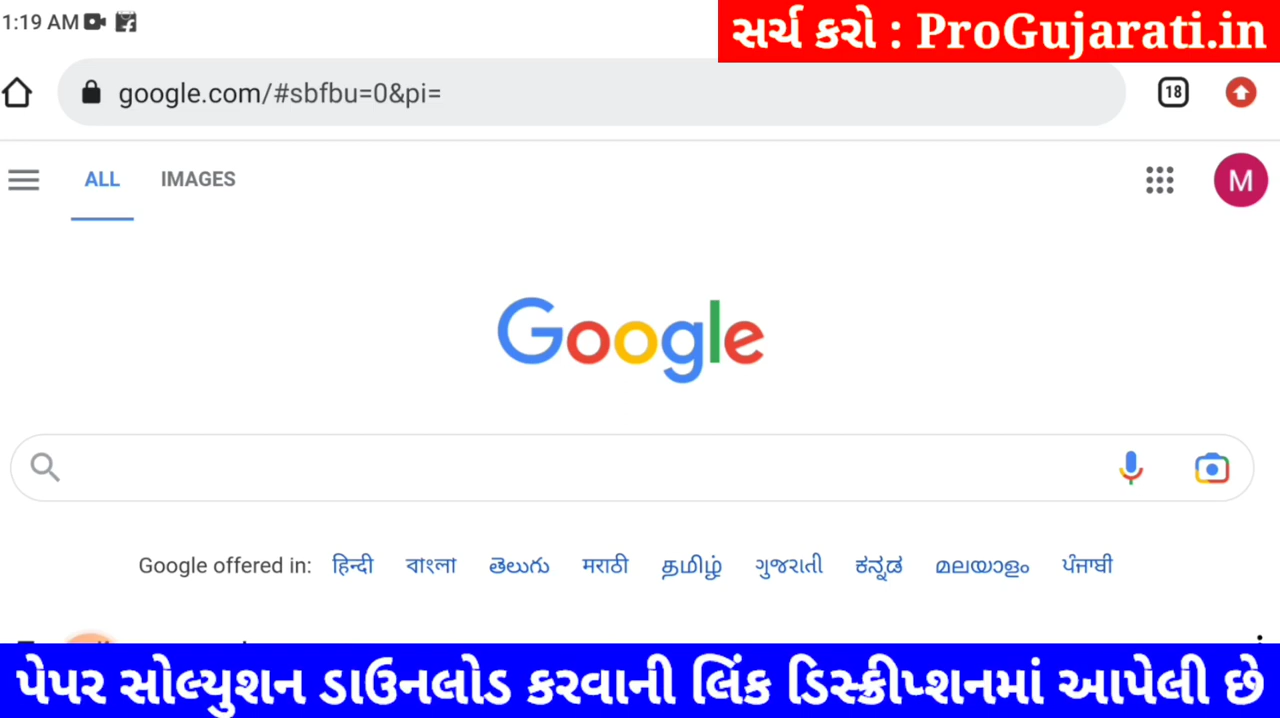 1:19 AM
સર્ચ કરો : ProGujarati.in
google.com/#sbfbu=0&pi=
18
ALL IMAGES
M
Google
Google offered in: हिन्दी বাংলা తెలుగు मराठी தமிழ் ગુજરાતી ಕನ್ನಡ മലയാളം ਪੰਜਾਬੀ
પેપર સોલ્યુશન ડાઉનલોડ કરવાની લિંક ડિસ્ક્રીપ્શનમાં આપેલી છે